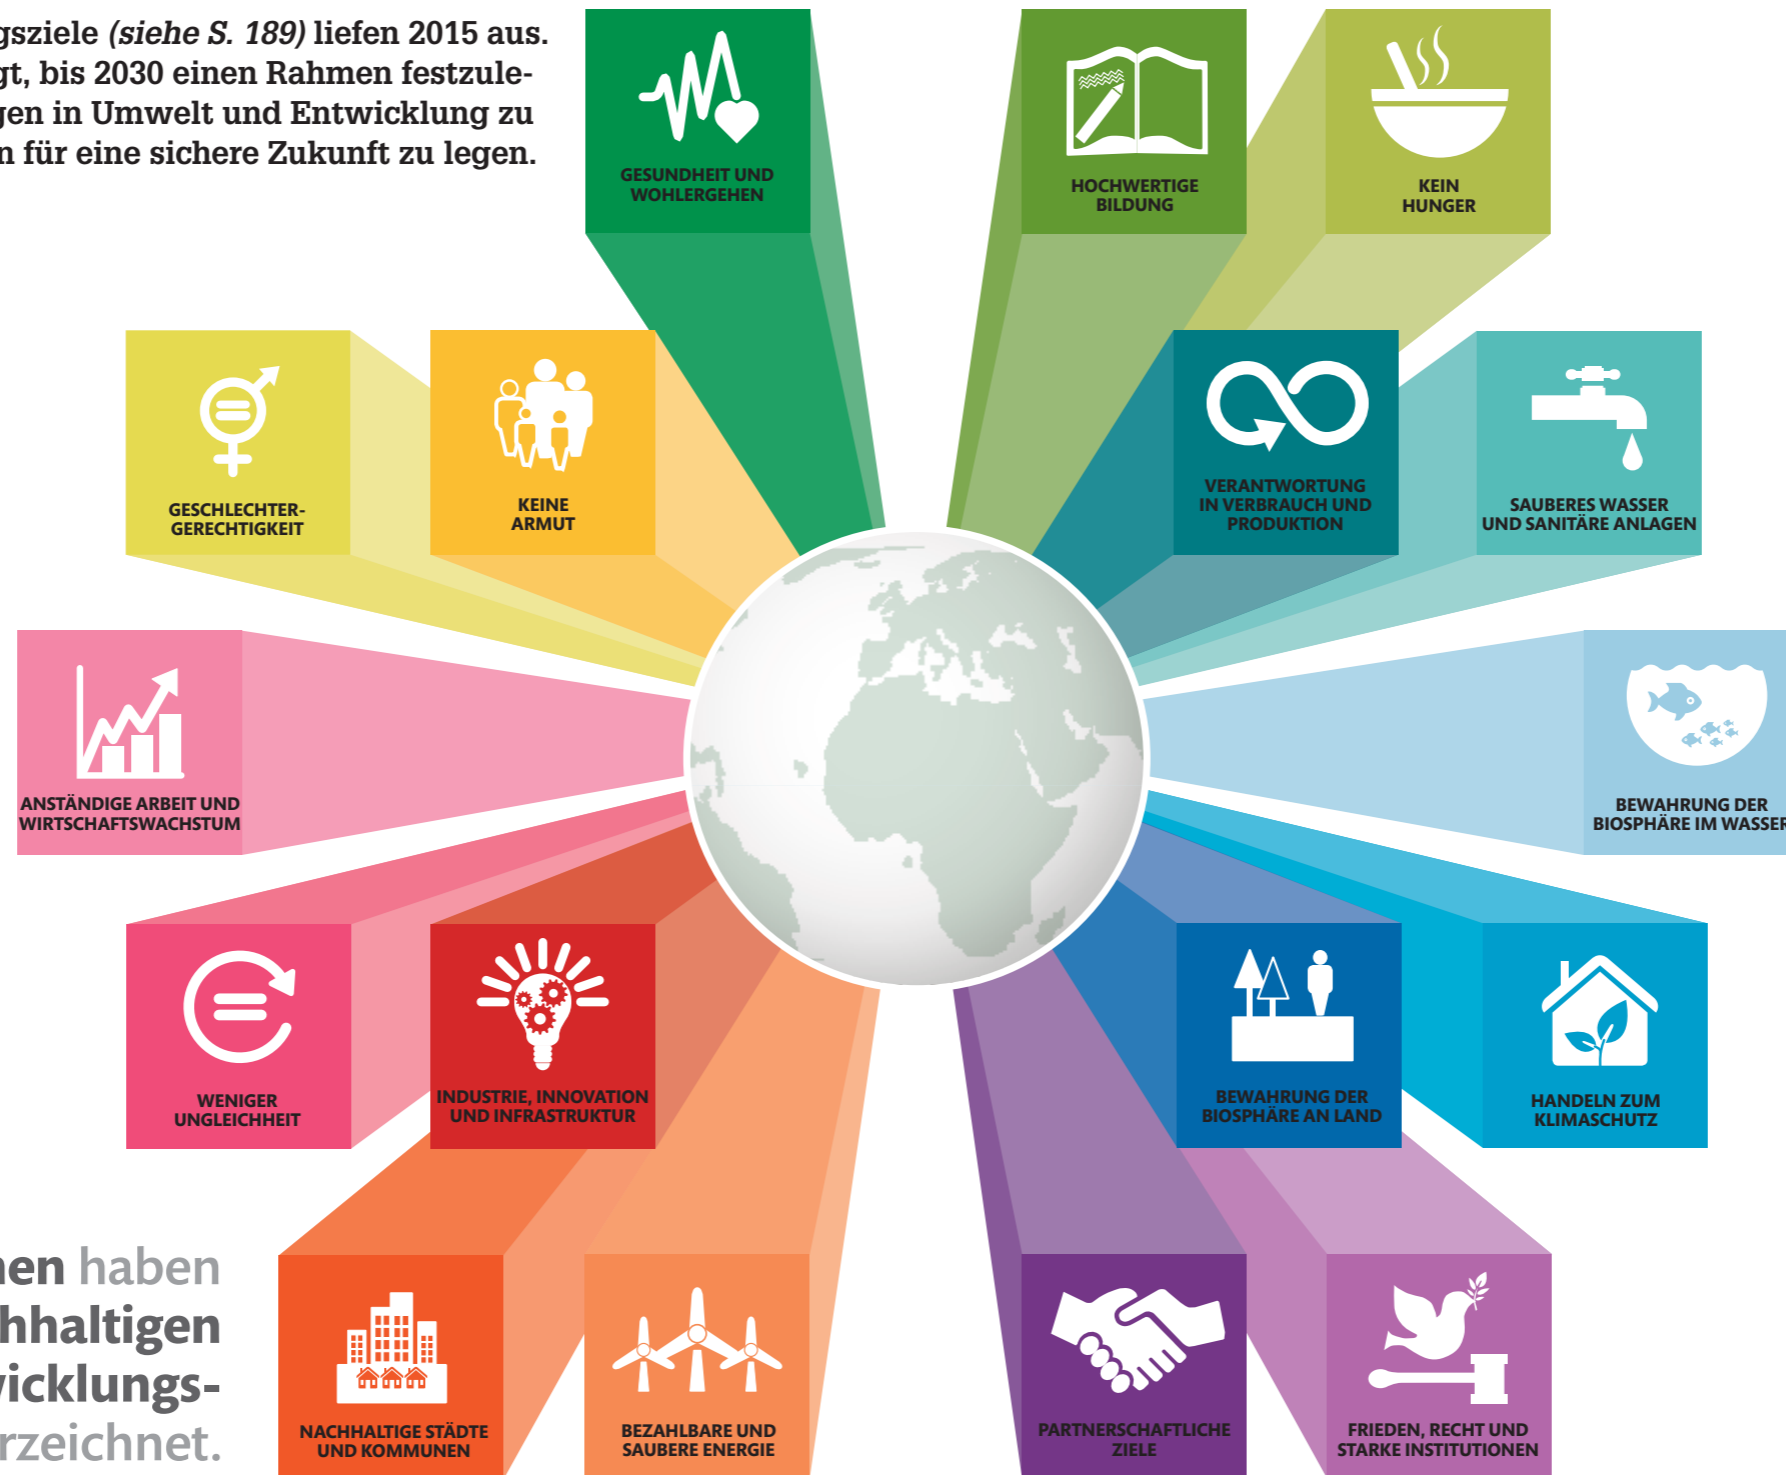 gsziele (siehe S. 189) liefen 2015 aus.
gt, bis 2030 einen Rahmen festzule-
gen in Umwelt und Entwicklung zu
n für eine sichere Zukunft zu legen.
GESUNDHEIT UND
WOHLERGEHEN
HOCHWERTIGE
BILDUNG
KEIN
HUNGER
GESCHLECHTER-
GERECHTIGKEIT
KEINE
ARMUT
VERANTWORTUNG
IN VERBRAUCH UND
PRODUKTION
SAUBERES WASSER
UND SANITÄRE ANLAGEN
ANSTÄNDIGE ARBEIT UND
WIRTSCHAFTSWACHSTUM
BEWAHRUNG DER
BIOSPHÄRE IM WASSER
WENIGER
UNGLEICHHEIT
INDUSTRIE, INNOVATION
UND INFRASTRUKTUR
BEWAHRUNG DER
BIOSPHÄRE AN LAND
HANDELN ZUM
KLIMASCHUTZ
nen haben
hhaltigen
wicklungs-
rzeichnet.
NACHHALTIGE STÄDTE
UND KOMMUNEN
BEZAHLBARE UND
SAUBERE ENERGIE
PARTNERSCHAFTLICHE
ZIELE
FRIEDEN, RECHT UND
STARKE INSTITUTIONEN